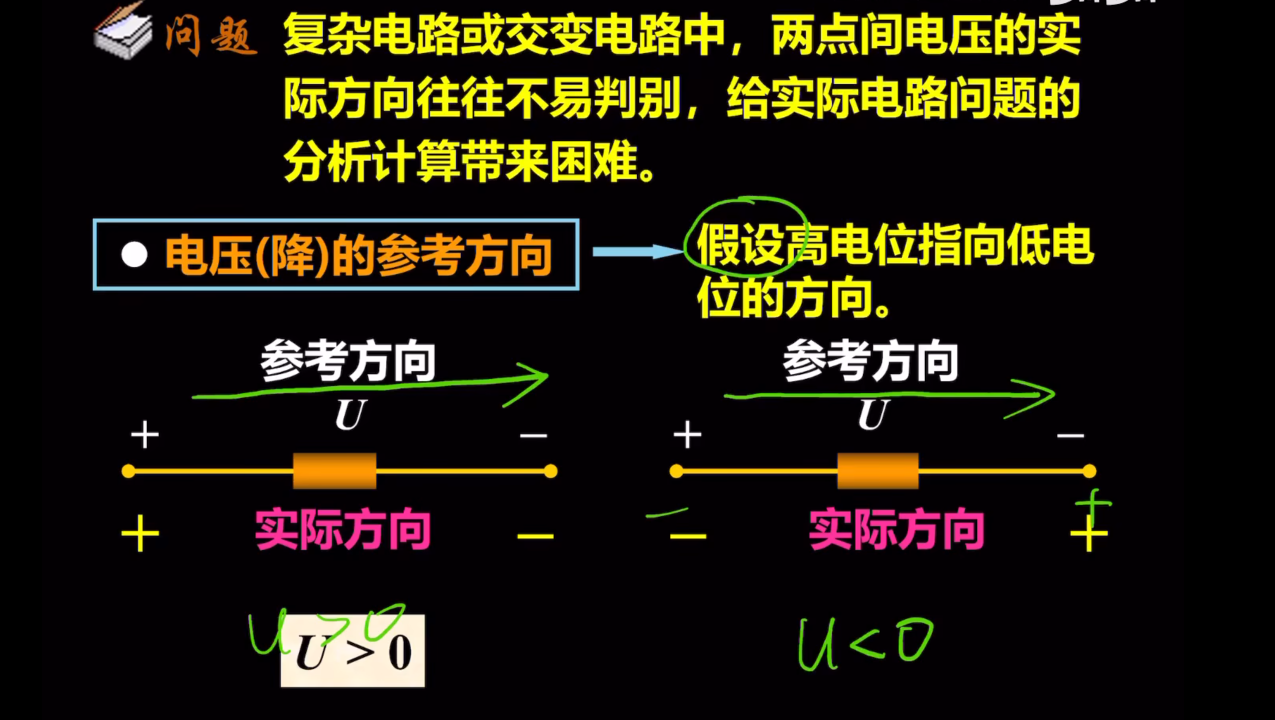 问题 复杂电路或交变电路中，两点间电压的实
际方向往往不易判别，给实际电路问题的
分析计算带来困难。
● 电压(降)的参考方向
假设高电位指向低电
位的方向。
参考方向 参考方向
U U
+ − + −
− +
+ 实际方向 − − 实际方向 +
U>0 U<0
U > 0